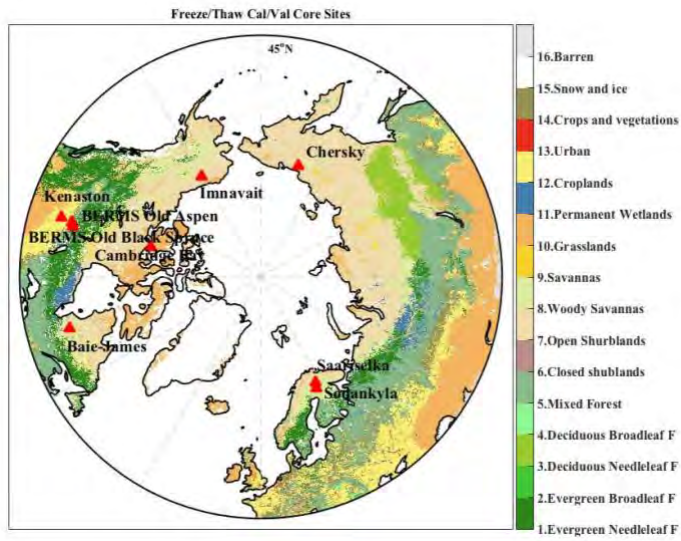 Freeze/Thaw Cal/Val Core Sites
45°N
Chersky
Imnavait
Kenaston
BERMS Old Aspen
BERMS Old Black Spruce
Cambridge Bay
Baie-James
Saariselka
Sodankyla
16.Barren
15.Snow and ice
14.Crops and vegetations
13.Urban
12.Croplands
11.Permanent Wetlands
10.Grasslands
9.Savannas
8.Woody Savannas
7.Open Shurblands
6.Closed shublands
5.Mixed Forest
4.Deciduous Broadleaf F
3.Deciduous Needleleaf F
2.Evergreen Broadleaf F
1.Evergreen Needleleaf F